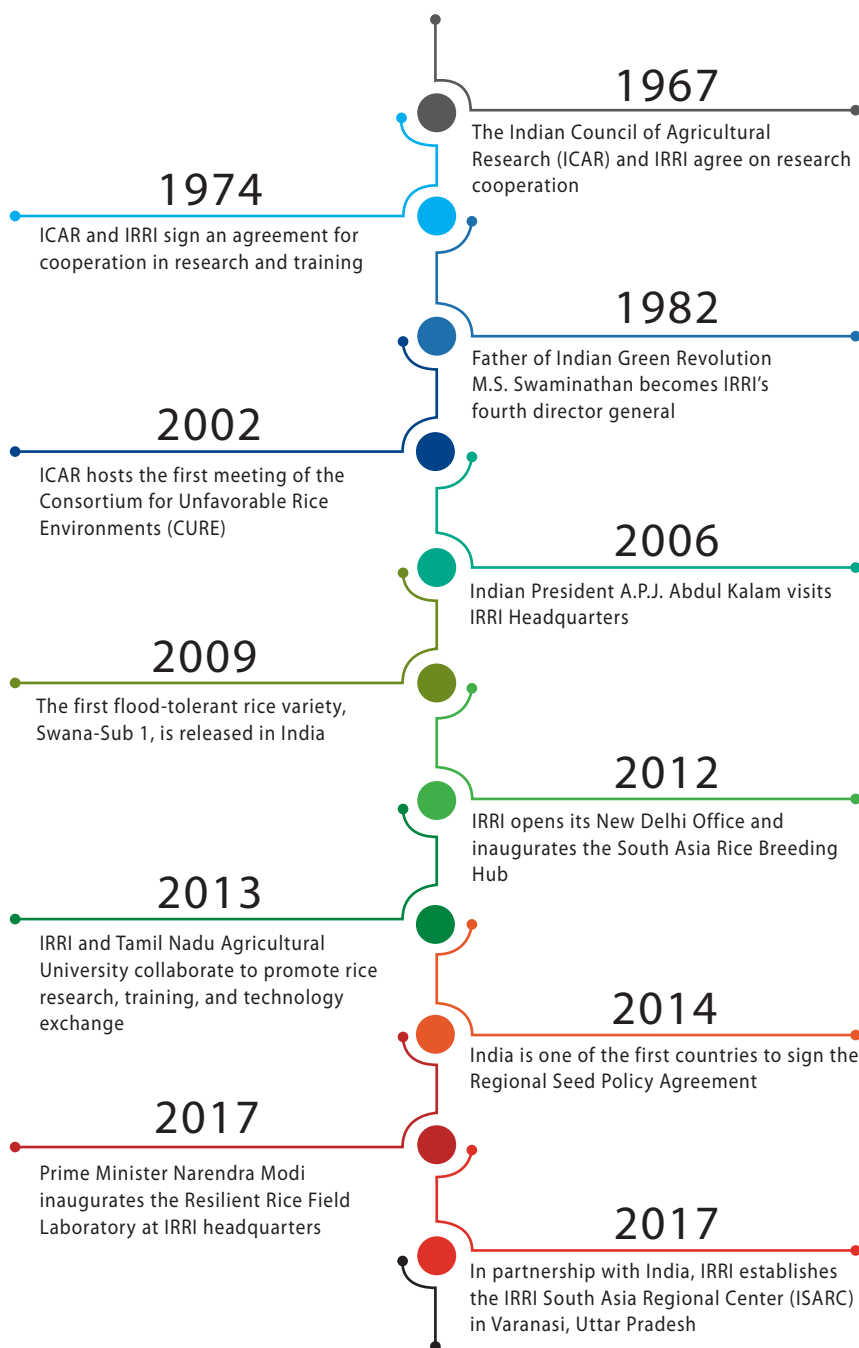 1967
The Indian Council of Agricultural
Research (ICAR) and IRRI agree on research
cooperation
1974
ICAR and IRRI sign an agreement for
cooperation in research and training
1982
Father of Indian Green Revolution
M.S. Swaminathan becomes IRRI’s
fourth director general
2002
ICAR hosts the first meeting of the
Consortium for Unfavorable Rice
Environments (CURE)
2006
Indian President A.P.J. Abdul Kalam visits
IRRI Headquarters
2009
The first flood-tolerant rice variety,
Swana-Sub 1, is released in India
2012
IRRI opens its New Delhi Office and
inaugurates the South Asia Rice Breeding
Hub
2013
IRRI and Tamil Nadu Agricultural
University collaborate to promote rice
research, training, and technology
exchange
2014
India is one of the first countries to sign the
Regional Seed Policy Agreement
2017
Prime Minister Narendra Modi
inaugurates the Resilient Rice Field
Laboratory at IRRI headquarters
2017
In partnership with India, IRRI establishes
the IRRI South Asia Regional Center (ISARC)
in Varanasi, Uttar Pradesh